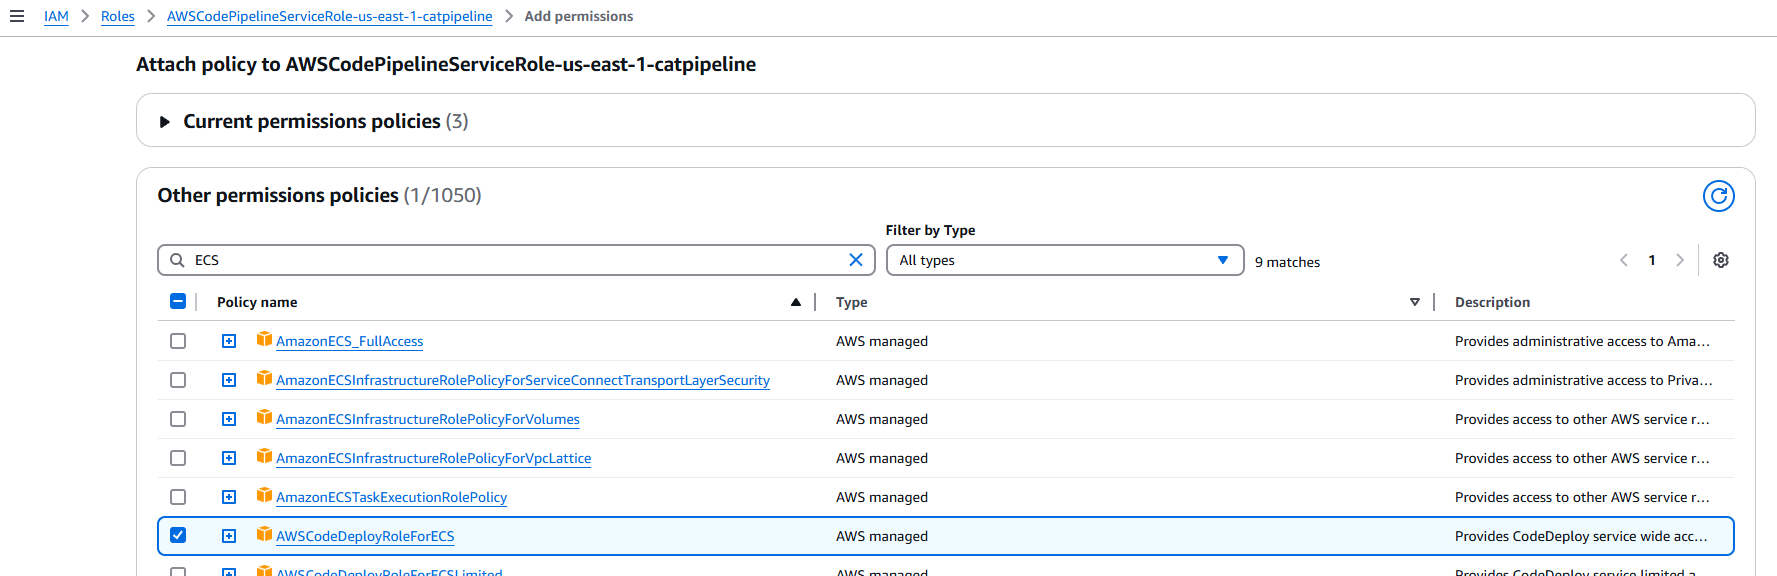 IAM > Roles > AWSCodePipelineServiceRole-us-east-1-catpipeline > Add permissions
Attach policy to AWSCodePipelineServiceRole-us-east-1-catpipeline
Current permissions policies (3)
Other permissions policies (1/1050)
Filter by Type
ECS All types 9 matches 1
Policy name Type Description
AmazonECS_FullAccess AWS managed Provides administrative access to Ama...
AmazonECSInfrastructureRolePolicyForServiceConnectTransportLayerSecurity AWS managed Provides administrative access to Priva...
AmazonECSInfrastructureRolePolicyForVolumes AWS managed Provides access to other AWS service r...
AmazonECSInfrastructureRolePolicyForVpcLattice AWS managed Provides access to other AWS service r...
AmazonECSTaskExecutionRolePolicy AWS managed Provides access to other AWS service r...
AWSCodeDeployRoleForECS AWS managed Provides CodeDeploy service wide acc...
AWSCodeDeployRoleForECSLimited AWS managed Provides CodeDeploy service limited a...